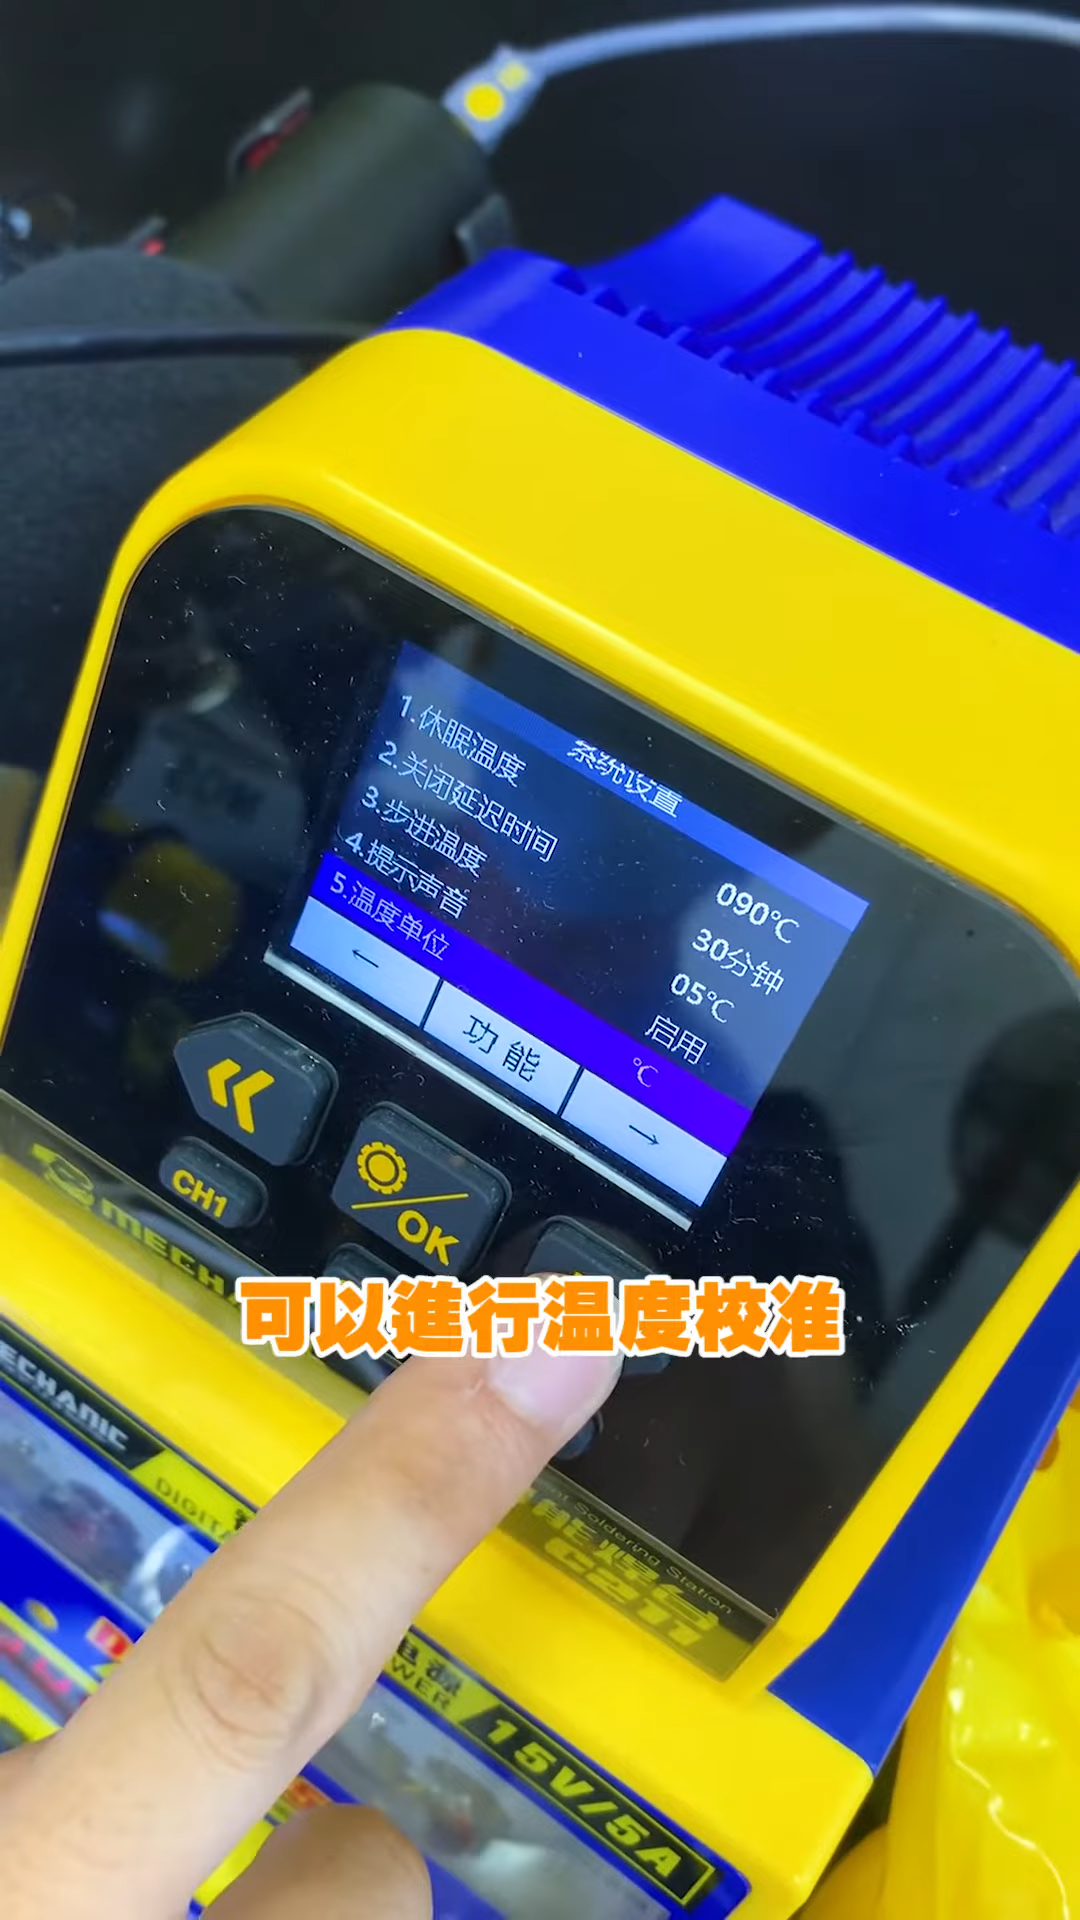 系统设置
1.休眠温度 090℃
2.关闭延迟时间 30分钟
3.步进温度 05℃
4.提示声音 启用
5.温度单位 ℃
← 功能 →
CH1
OK
可以進行温度校准
MECHANIC
Soldering Station
15V/5A